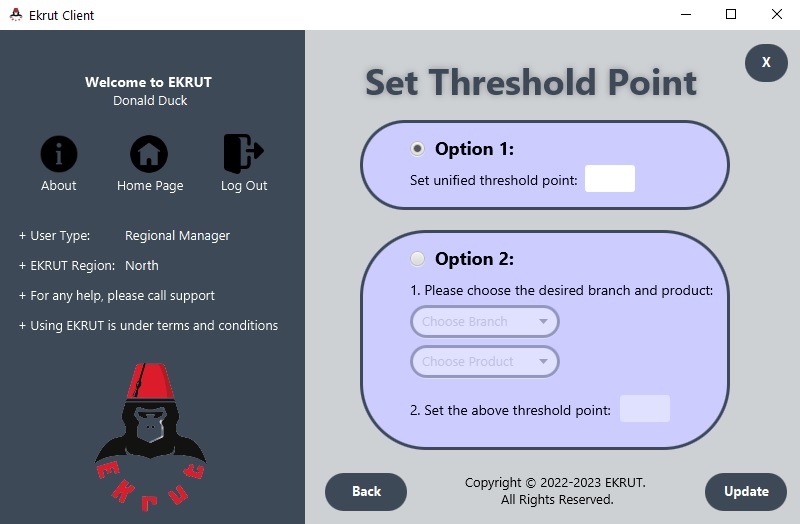 Ekrut Client
Welcome to EKRUT
Donald Duck
About
Home Page
Log Out
+ User Type: Regional Manager
+ EKRUT Region: North
+ For any help, please call support
+ Using EKRUT is under terms and conditions
EKRUT
X
Set Threshold Point
Option 1:
Set unified threshold point:
Option 2:
1. Please choose the desired branch and product:
Choose Branch
Choose Product
2. Set the above threshold point:
Back
Copyright © 2022-2023 EKRUT.
All Rights Reserved.
Update